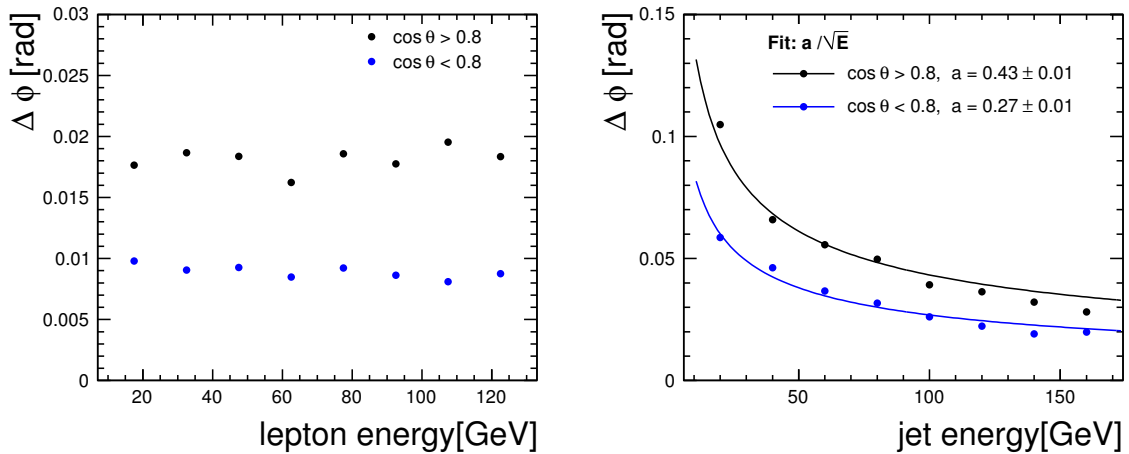 Δ ϕ [rad]
0.03
0.025
0.02
0.015
0.01
0.005
0
cos θ > 0.8
cos θ < 0.8
20 40 60 80 100 120
lepton energy[GeV]
Δ ϕ [rad]
0.15
0.1
0.05
0
Fit: a /√E
cos θ > 0.8, a = 0.43 ± 0.01
cos θ < 0.8, a = 0.27 ± 0.01
50 100 150
jet energy[GeV]